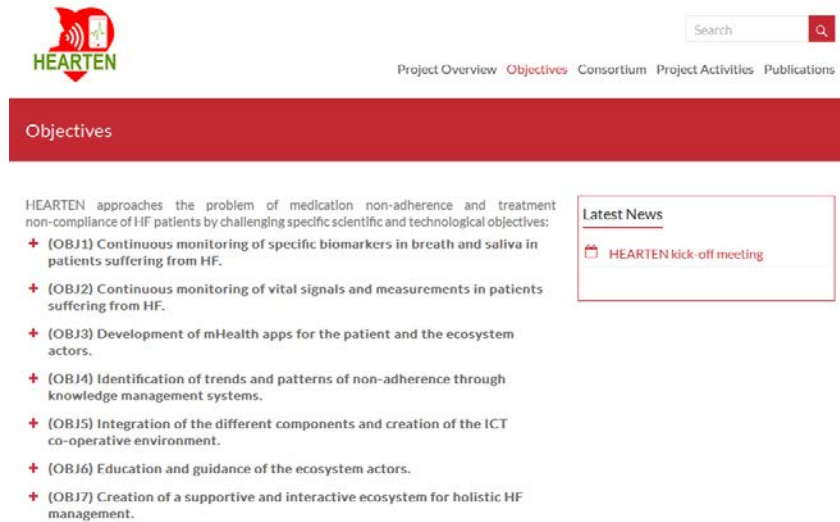 HEARTEN
Search
Project Overview Objectives Consortium Project Activities Publications
Objectives
HEARTEN approaches the problem of medication non-adherence and treatment
non-compliance of HF patients by challenging specific scientific and technological objectives:
+ (OBJ1) Continuous monitoring of specific biomarkers in breath and saliva in
patients suffering from HF.
+ (OBJ2) Continuous monitoring of vital signals and measurements in patients
suffering from HF.
+ (OBJ3) Development of mHealth apps for the patient and the ecosystem
actors.
+ (OBJ4) Identification of trends and patterns of non-adherence through
knowledge management systems.
+ (OBJ5) Integration of the different components and creation of the ICT
co-operative environment.
+ (OBJ6) Education and guidance of the ecosystem actors.
+ (OBJ7) Creation of a supportive and interactive ecosystem for holistic HF
management.
Latest News
HEARTEN kick-off meeting